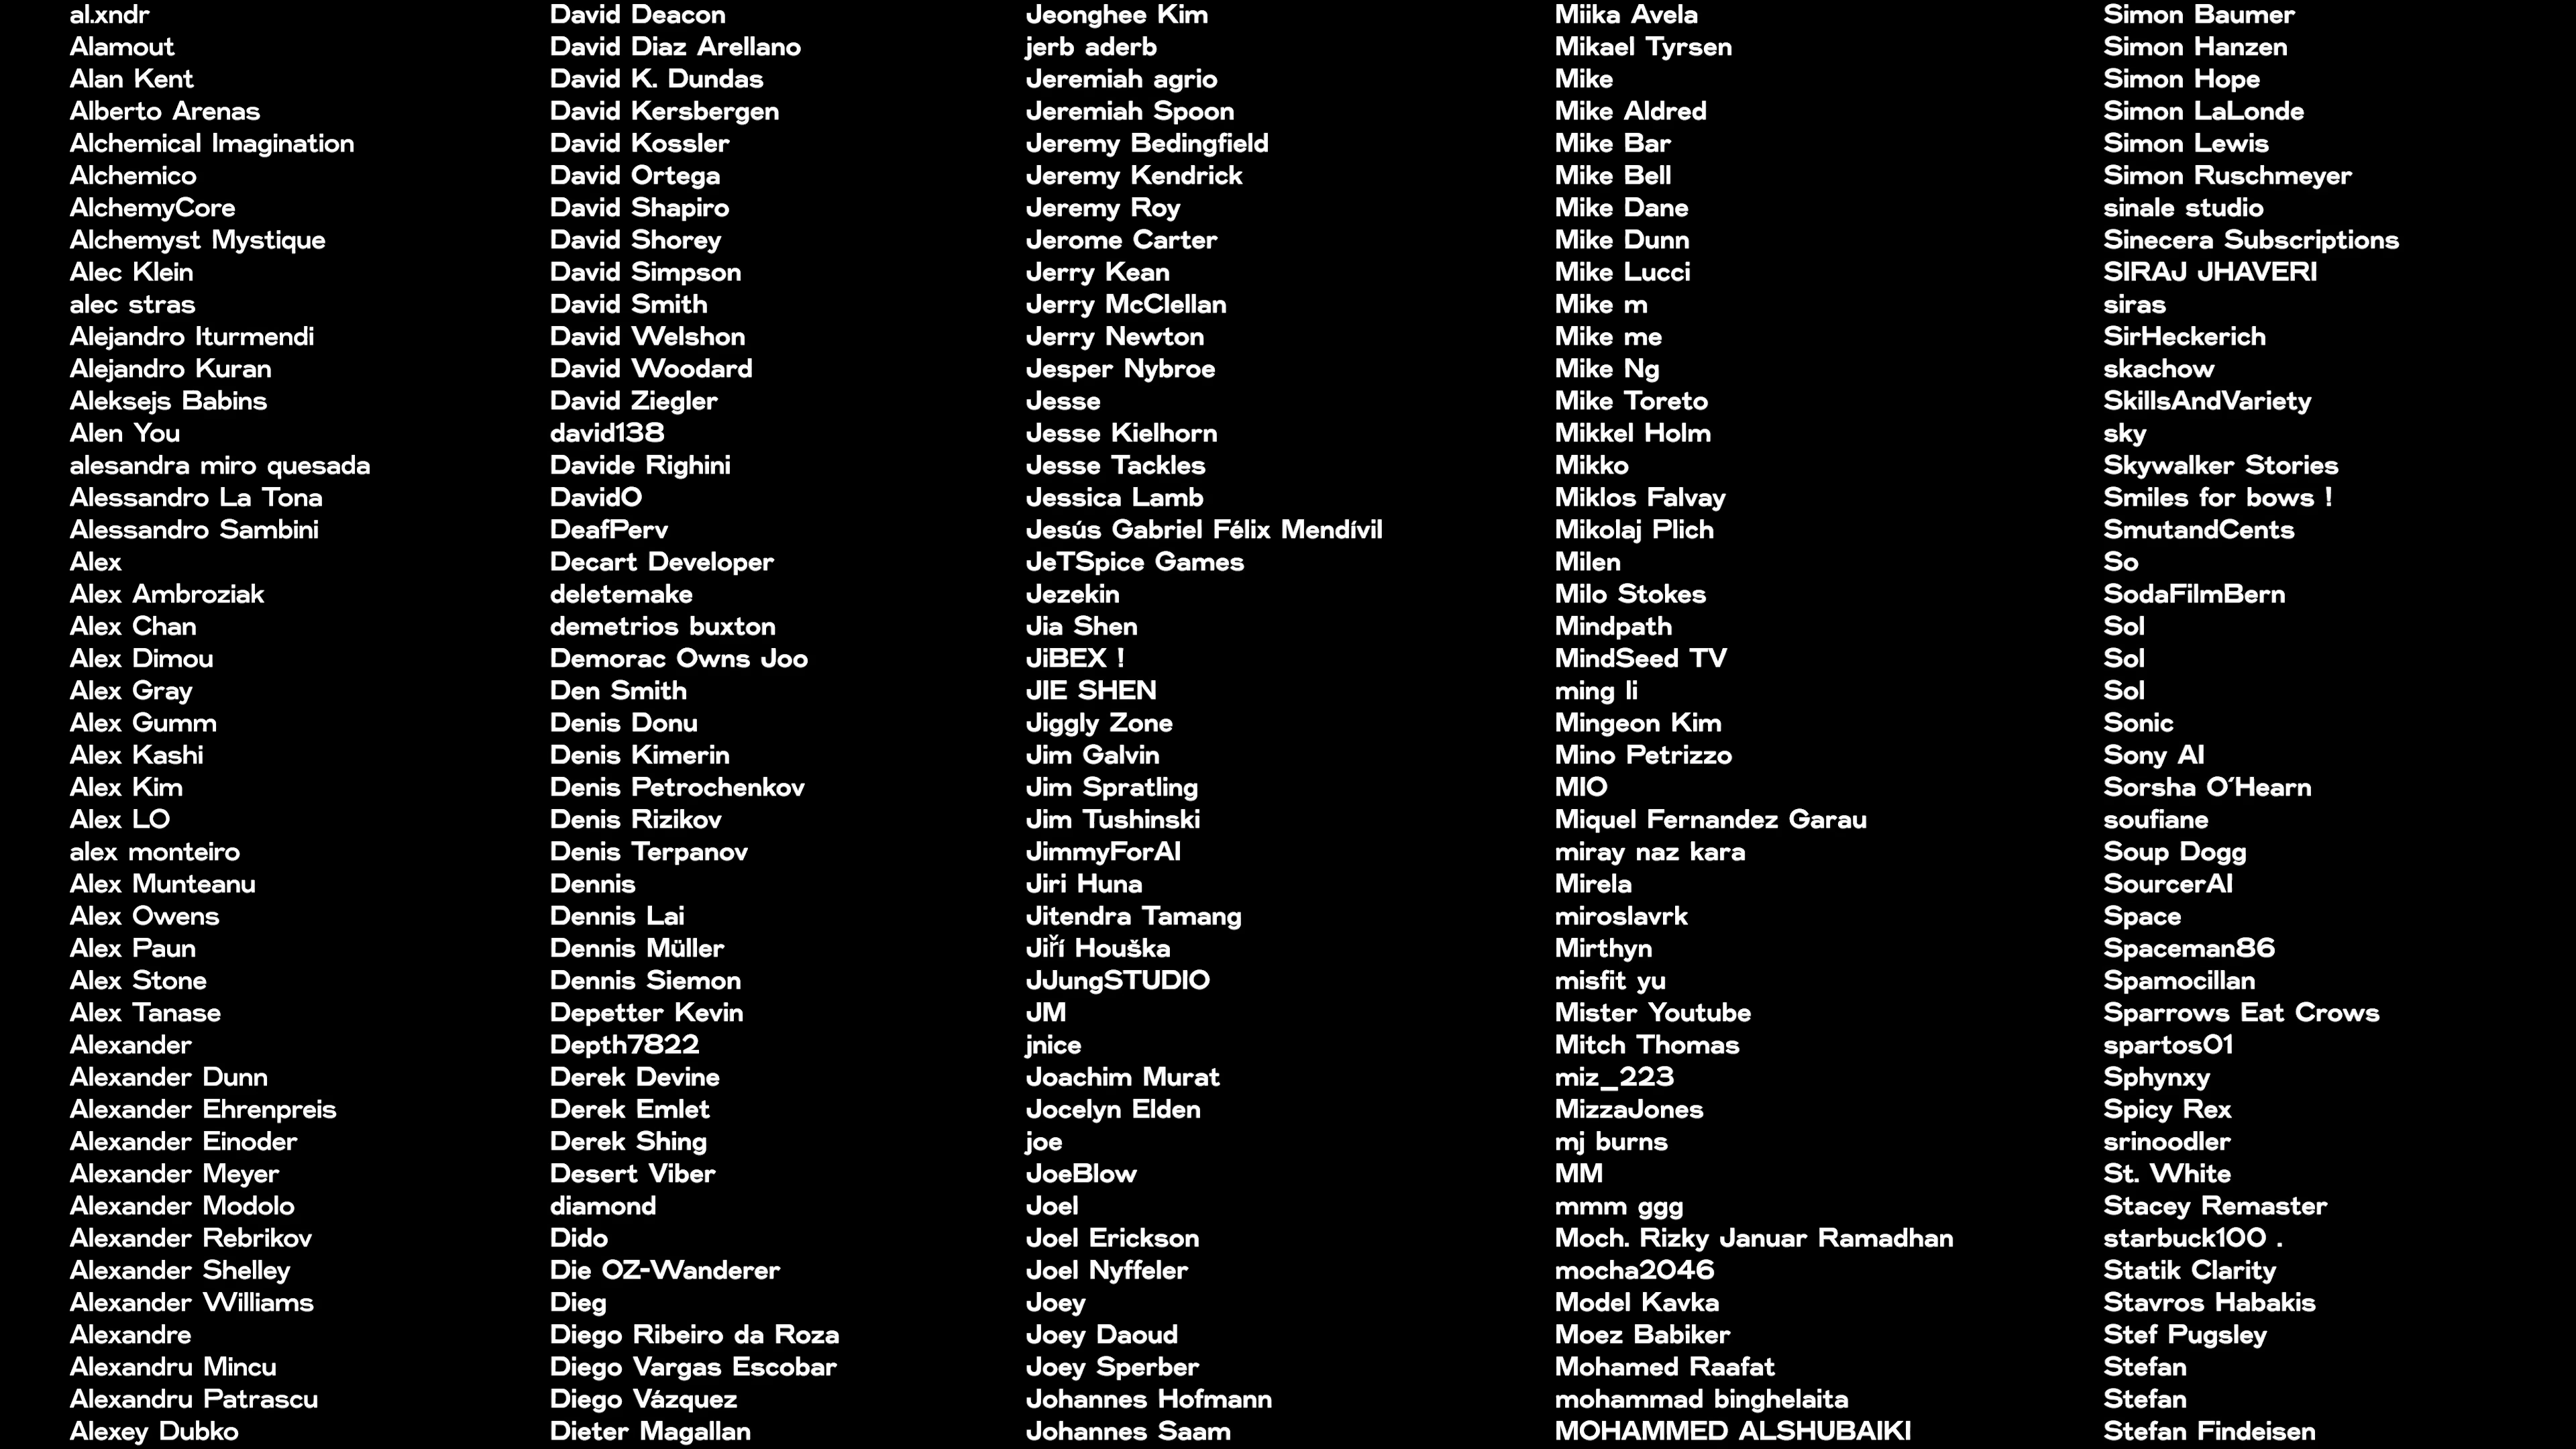 al.xndr
Alamout
Alan Kent
Alberto Arenas
Alchemical Imagination
Alchemico
AlchemyCore
Alchemyst Mystique
Alec Klein
alec stras
Alejandro Iturmendi
Alejandro Kuran
Aleksejs Babins
Alen You
alesandra miro quesada
Alessandro La Tona
Alessandro Sambini
Alex
Alex Ambroziak
Alex Chan
Alex Dimou
Alex Gray
Alex Gumm
Alex Kashi
Alex Kim
Alex LO
alex monteiro
Alex Munteanu
Alex Owens
Alex Paun
Alex Stone
Alex Tanase
Alexander
Alexander Dunn
Alexander Ehrenpreis
Alexander Einoder
Alexander Meyer
Alexander Modolo
Alexander Rebrikov
Alexander Shelley
Alexander Williams
Alexandre
Alexandru Mincu
Alexandru Patrascu
Alexey Dubko
David Deacon
David Diaz Arellano
David K. Dundas
David Kersbergen
David Kossler
David Ortega
David Shapiro
David Shorey
David Simpson
David Smith
David Welshon
David Woodard
David Ziegler
david138
Davide Righini
DavidO
DeafPerv
Decart Developer
deletemake
demetrios buxton
Demorac Owns Joo
Den Smith
Denis Donu
Denis Kimerin
Denis Petrochenkov
Denis Rizikov
Denis Terpanov
Dennis
Dennis Lai
Dennis Müller
Dennis Siemon
Depetter Kevin
Depth7822
Derek Devine
Derek Emlet
Derek Shing
Desert Viber
diamond
Dido
Die OZ-Wanderer
Dieg
Diego Ribeiro da Roza
Diego Vargas Escobar
Diego Vázquez
Dieter Magallan
Jeonghee Kim
jerb aderb
Jeremiah agrio
Jeremiah Spoon
Jeremy Bedingfield
Jeremy Kendrick
Jeremy Roy
Jerome Carter
Jerry Kean
Jerry McClellan
Jerry Newton
Jesper Nybroe
Jesse
Jesse Kielhorn
Jesse Tackles
Jessica Lamb
Jesús Gabriel Félix Mendívil
JeTSpice Games
Jezekin
Jia Shen
JiBEX !
JIE SHEN
Jiggly Zone
Jim Galvin
Jim Spratling
Jim Tushinski
JimmyForAI
Jiri Huna
Jitendra Tamang
Jiří Houška
JJungSTUDIO
JM
jnice
Joachim Murat
Jocelyn Elden
joe
JoeBlow
Joel
Joel Erickson
Joel Nyffeler
Joey
Joey Daoud
Joey Sperber
Johannes Hofmann
Johannes Saam
Miika Avela
Mikael Tyrsen
Mike
Mike Aldred
Mike Bar
Mike Bell
Mike Dane
Mike Dunn
Mike Lucci
Mike m
Mike me
Mike Ng
Mike Toreto
Mikkel Holm
Mikko
Miklos Falvay
Mikolaj Plich
Milen
Milo Stokes
Mindpath
MindSeed TV
ming li
Mingeon Kim
Mino Petrizzo
MIO
Miquel Fernandez Garau
miray naz kara
Mirela
miroslavrk
Mirthyn
misfit yu
Mister Youtube
Mitch Thomas
miz_223
MizzaJones
mj burns
MM
mmm ggg
Moch. Rizky Januar Ramadhan
mocha2046
Model Kavka
Moez Babiker
Mohamed Raafat
mohammad binghelaita
MOHAMMED ALSHUBAIKI
Simon Baumer
Simon Hanzen
Simon Hope
Simon LaLonde
Simon Lewis
Simon Ruschmeyer
sinale studio
Sinecera Subscriptions
SIRAJ JHAVERI
siras
SirHeckerich
skachow
SkillsAndVariety
sky
Skywalker Stories
Smiles for bows !
SmutandCents
So
SodaFilmBern
Sol
Sol
Sol
Sonic
Sony AI
Sorsha O´Hearn
soufiane
Soup Dogg
SourcerAI
Space
Spaceman86
Spamocillan
Sparrows Eat Crows
spartos01
Sphynxy
Spicy Rex
srinoodler
St. White
Stacey Remaster
starbuck100 .
Statik Clarity
Stavros Habakis
Stef Pugsley
Stefan
Stefan
Stefan Findeisen